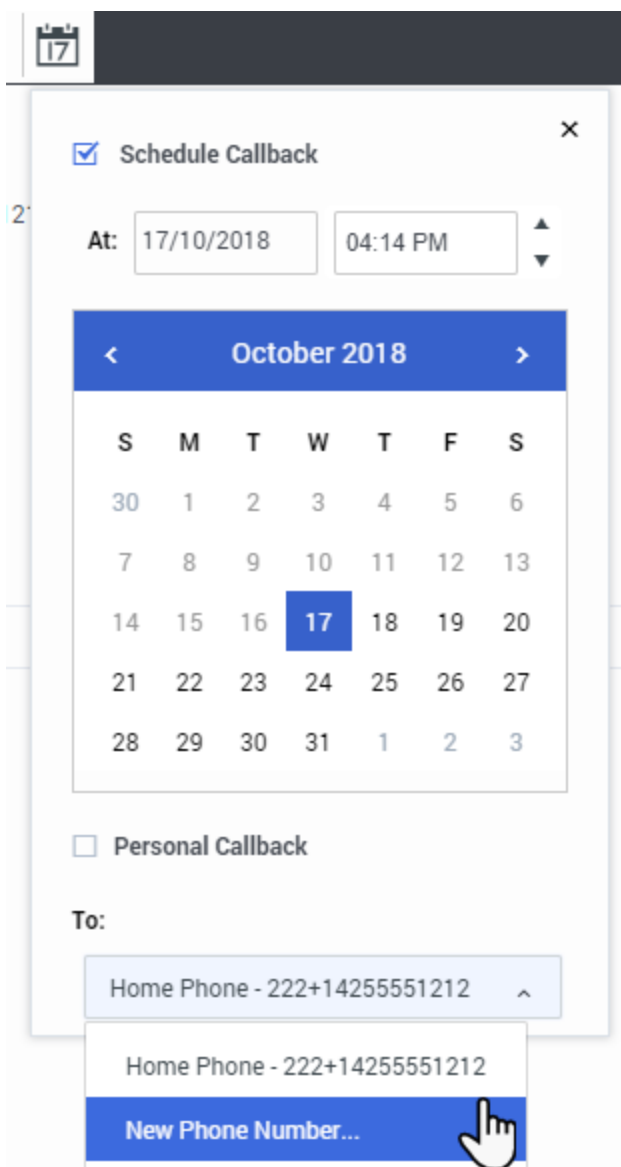 17
Schedule Callback
×
At: 17/10/2018 04:14 PM
< October 2018 >
S M T W T F S
30 1 2 3 4 5 6
7 8 9 10 11 12 13
14 15 16 17 18 19 20
21 22 23 24 25 26 27
28 29 30 31 1 2 3
Personal Callback
To:
Home Phone - 222+14255551212
Home Phone - 222+14255551212
New Phone Number...